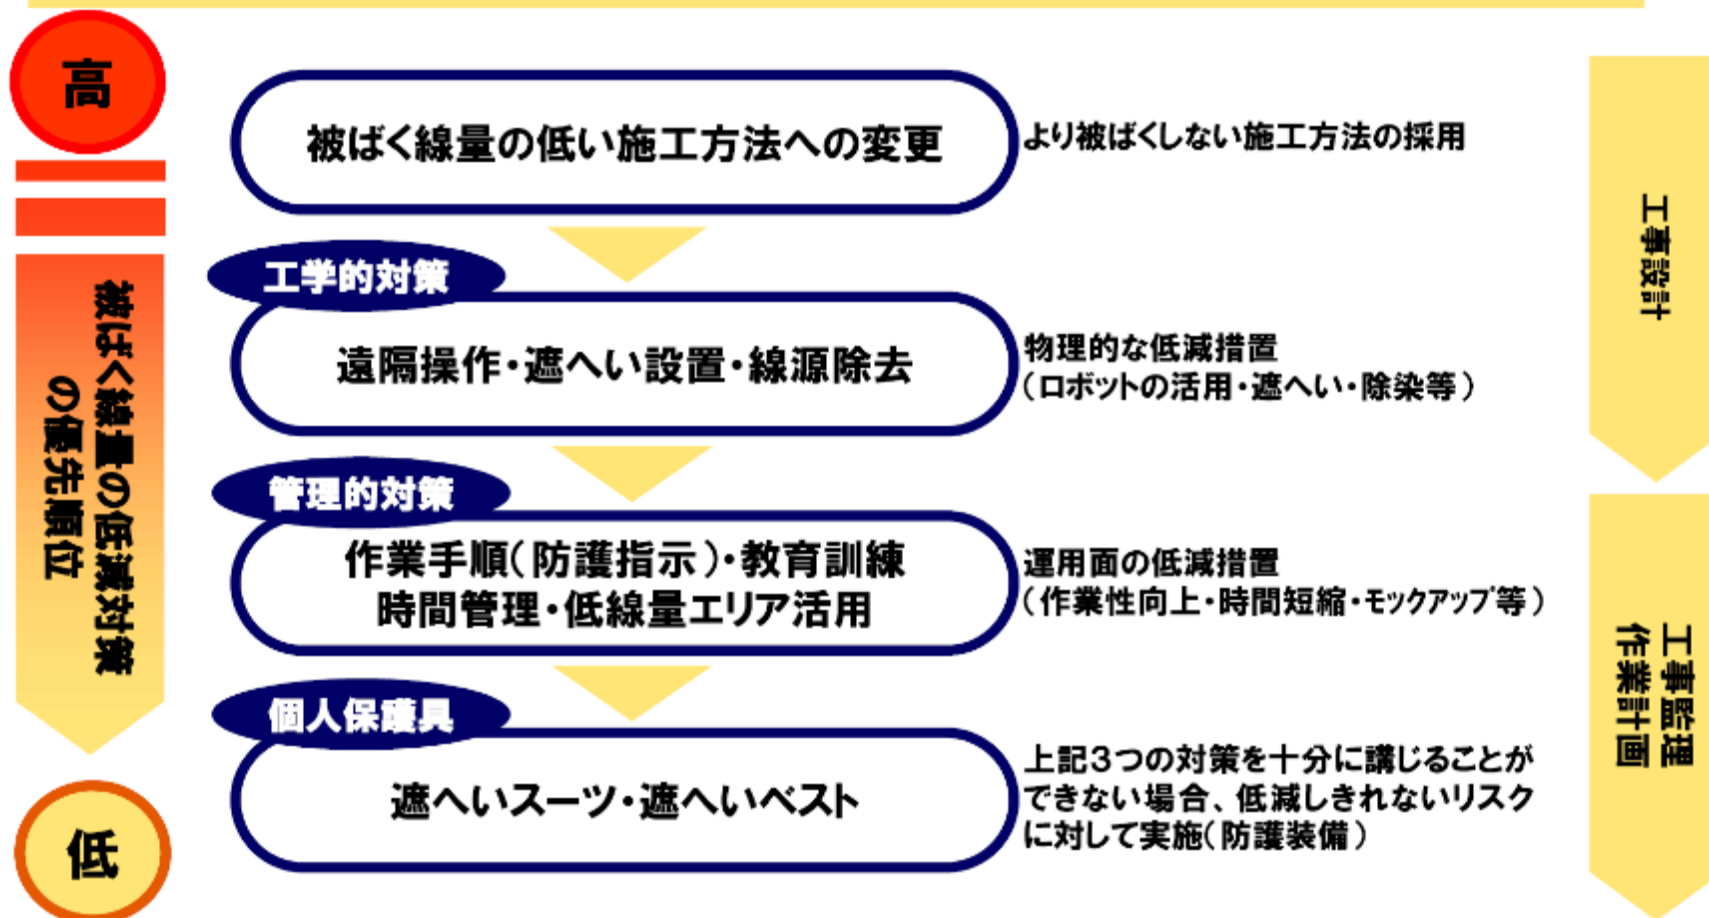 高
被ばく線量の低減対策
の優先順位
低
被ばく線量の低い施工方法への変更
より被ばくしない施工方法の採用
工学的対策
遠隔操作・遮へい設置・線源除去
物理的な低減措置
（ロボットの活用・遮へい・除染等）
管理的対策
作業手順（防護指示）・教育訓練
時間管理・低線量エリア活用
運用面の低減措置
（作業性向上・時間短縮・モックアップ等）
個人保護具
遮へいスーツ・遮へいベスト
上記３つの対策を十分に講じることが
できない場合、低減しきれないリスク
に対して実施（防護装備）
工事設計
工事監理
作業計画